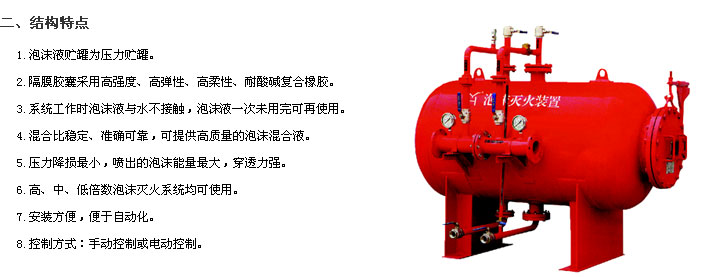 二、结构特点
1.泡沫液贮罐为压力贮罐。
2.隔膜胶囊采用高强度、高弹性、高柔性、耐酸碱复合橡胶。
3.系统工作时泡沫液与水不接触，泡沫液一次未用完可再使用。
4.混合比稳定、准确可靠，可提供高质量的泡沫混合液。
5.压力降损最小，喷出的泡沫能量最大，穿透力强。
6.高、中、低倍数泡沫灭火系统均可使用。
7.安装方便，便于自动化。
8.控制方式：手动控制或电动控制。
泡沫灭火装置